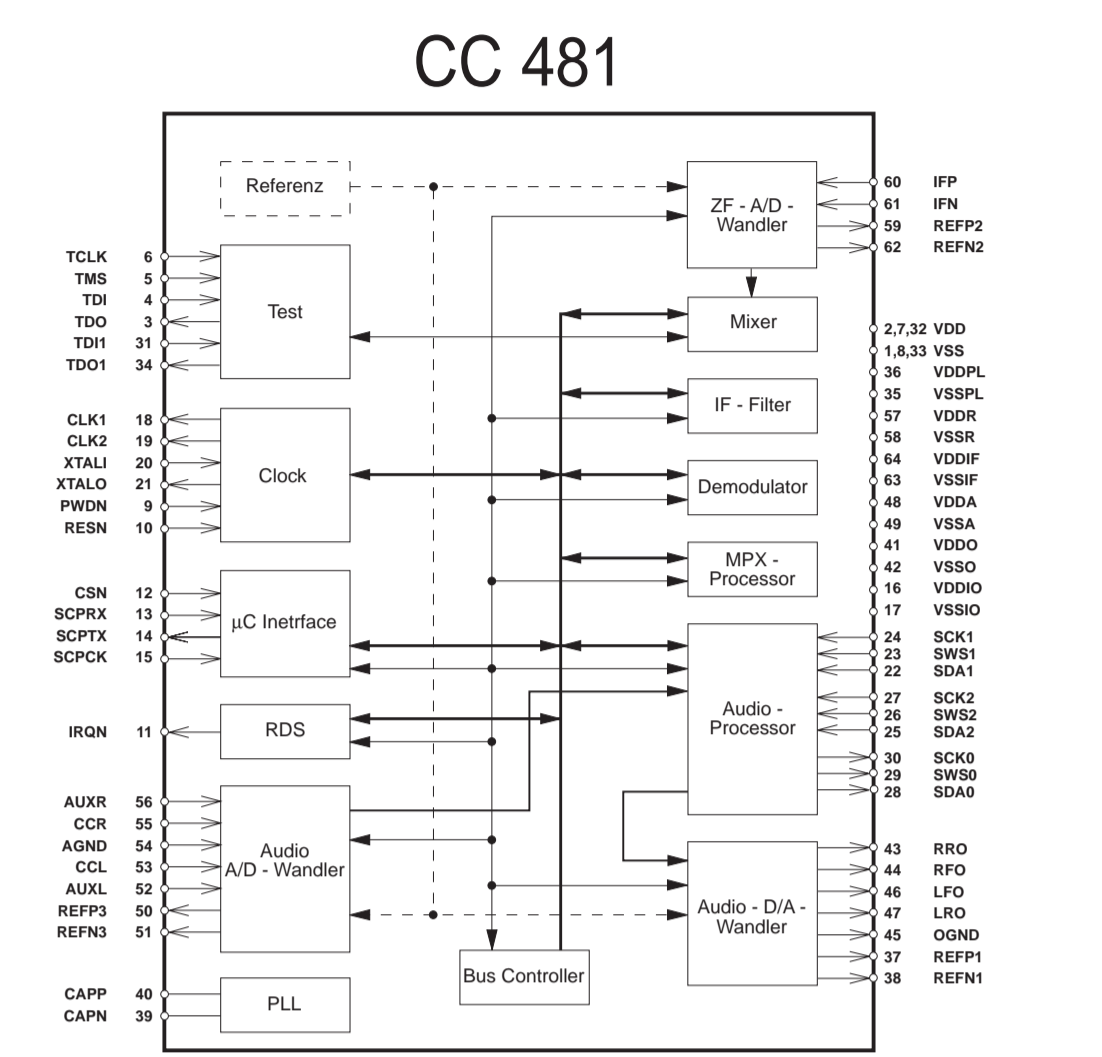 CC 481
Referenz
ZF - A/D -
Wandler
60 IFP
61 IFN
59 REFP2
62 REFN2
TCLK 6
TMS 5
TDI 4
TDO 3
TDI1 31
TDO1 34
Test
Mixer
2,7,32 VDD
1,8,33 VSS
36 VDDPL
35 VSSPL
57 VDDR
58 VSSR
64 VDDIF
63 VSSIF
48 VDDA
49 VSSA
41 VDDO
42 VSSO
16 VDDIO
17 VSSIO
IF - Filter
CLK1 18
CLK2 19
XTALI 20
XTALO 21
PWDN 9
RESN 10
Clock
Demodulator
MPX -
Processor
CSN 12
SCPRX 13
SCPTX 14
SCPCK 15
µC Inetrface
24 SCK1
23 SWS1
22 SDA1
27 SCK2
26 SWS2
25 SDA2
30 SCK0
29 SWS0
28 SDA0
Audio -
Processor
IRQN 11
RDS
AUXR 56
CCR 55
AGND 54
CCL 53
AUXL 52
REFP3 50
REFN3 51
Audio
A/D - Wandler
Audio - D/A -
Wandler
43 RRO
44 RFO
46 LFO
47 LRO
45 OGND
37 REFP1
38 REFN1
Bus Controller
CAPP 40
CAPN 39
PLL